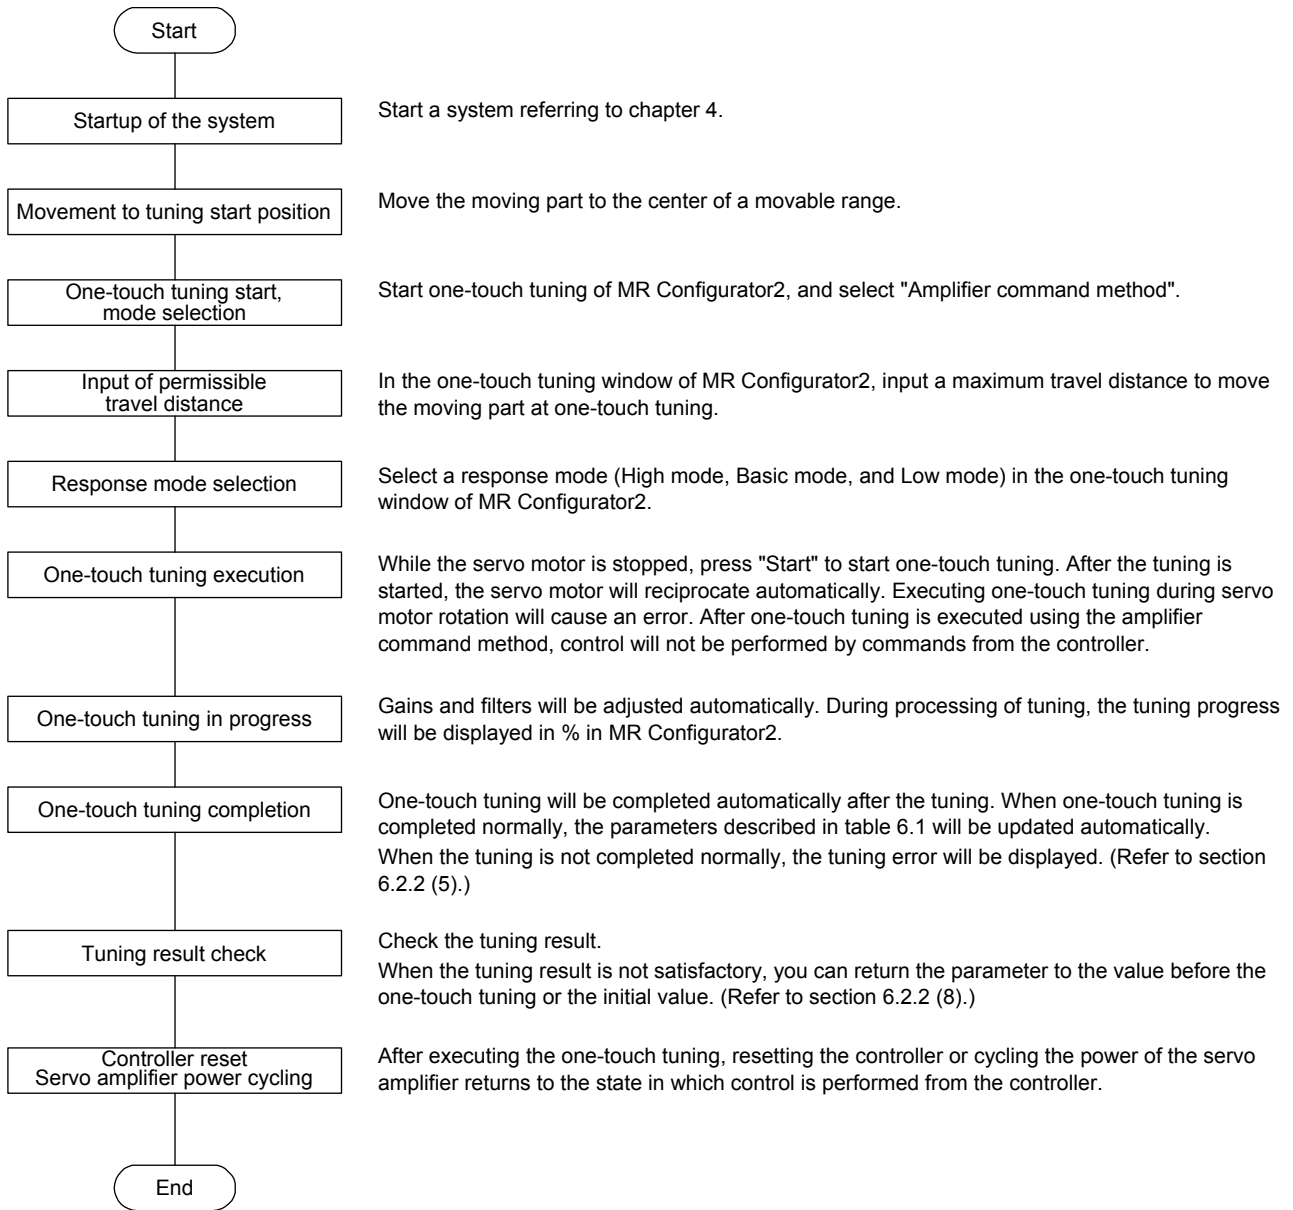 Start
Startup of the system
Start a system referring to chapter 4.
Movement to tuning start position
Move the moving part to the center of a movable range.
One-touch tuning start,
mode selection
Start one-touch tuning of MR Configurator2, and select "Amplifier command method".
Input of permissible
travel distance
In the one-touch tuning window of MR Configurator2, input a maximum travel distance to move
the moving part at one-touch tuning.
Response mode selection
Select a response mode (High mode, Basic mode, and Low mode) in the one-touch tuning
window of MR Configurator2.
One-touch tuning execution
While the servo motor is stopped, press "Start" to start one-touch tuning. After the tuning is
started, the servo motor will reciprocate automatically. Executing one-touch tuning during servo
motor rotation will cause an error. After one-touch tuning is executed using the amplifier
command method, control will not be performed by commands from the controller.
One-touch tuning in progress
Gains and filters will be adjusted automatically. During processing of tuning, the tuning progress
will be displayed in % in MR Configurator2.
One-touch tuning completion
One-touch tuning will be completed automatically after the tuning. When one-touch tuning is
completed normally, the parameters described in table 6.1 will be updated automatically.
When the tuning is not completed normally, the tuning error will be displayed. (Refer to section
6.2.2 (5).)
Tuning result check
Check the tuning result.
When the tuning result is not satisfactory, you can return the parameter to the value before the
one-touch tuning or the initial value. (Refer to section 6.2.2 (8).)
Controller reset
Servo amplifier power cycling
After executing the one-touch tuning, resetting the controller or cycling the power of the servo
amplifier returns to the state in which control is performed from the controller.
End